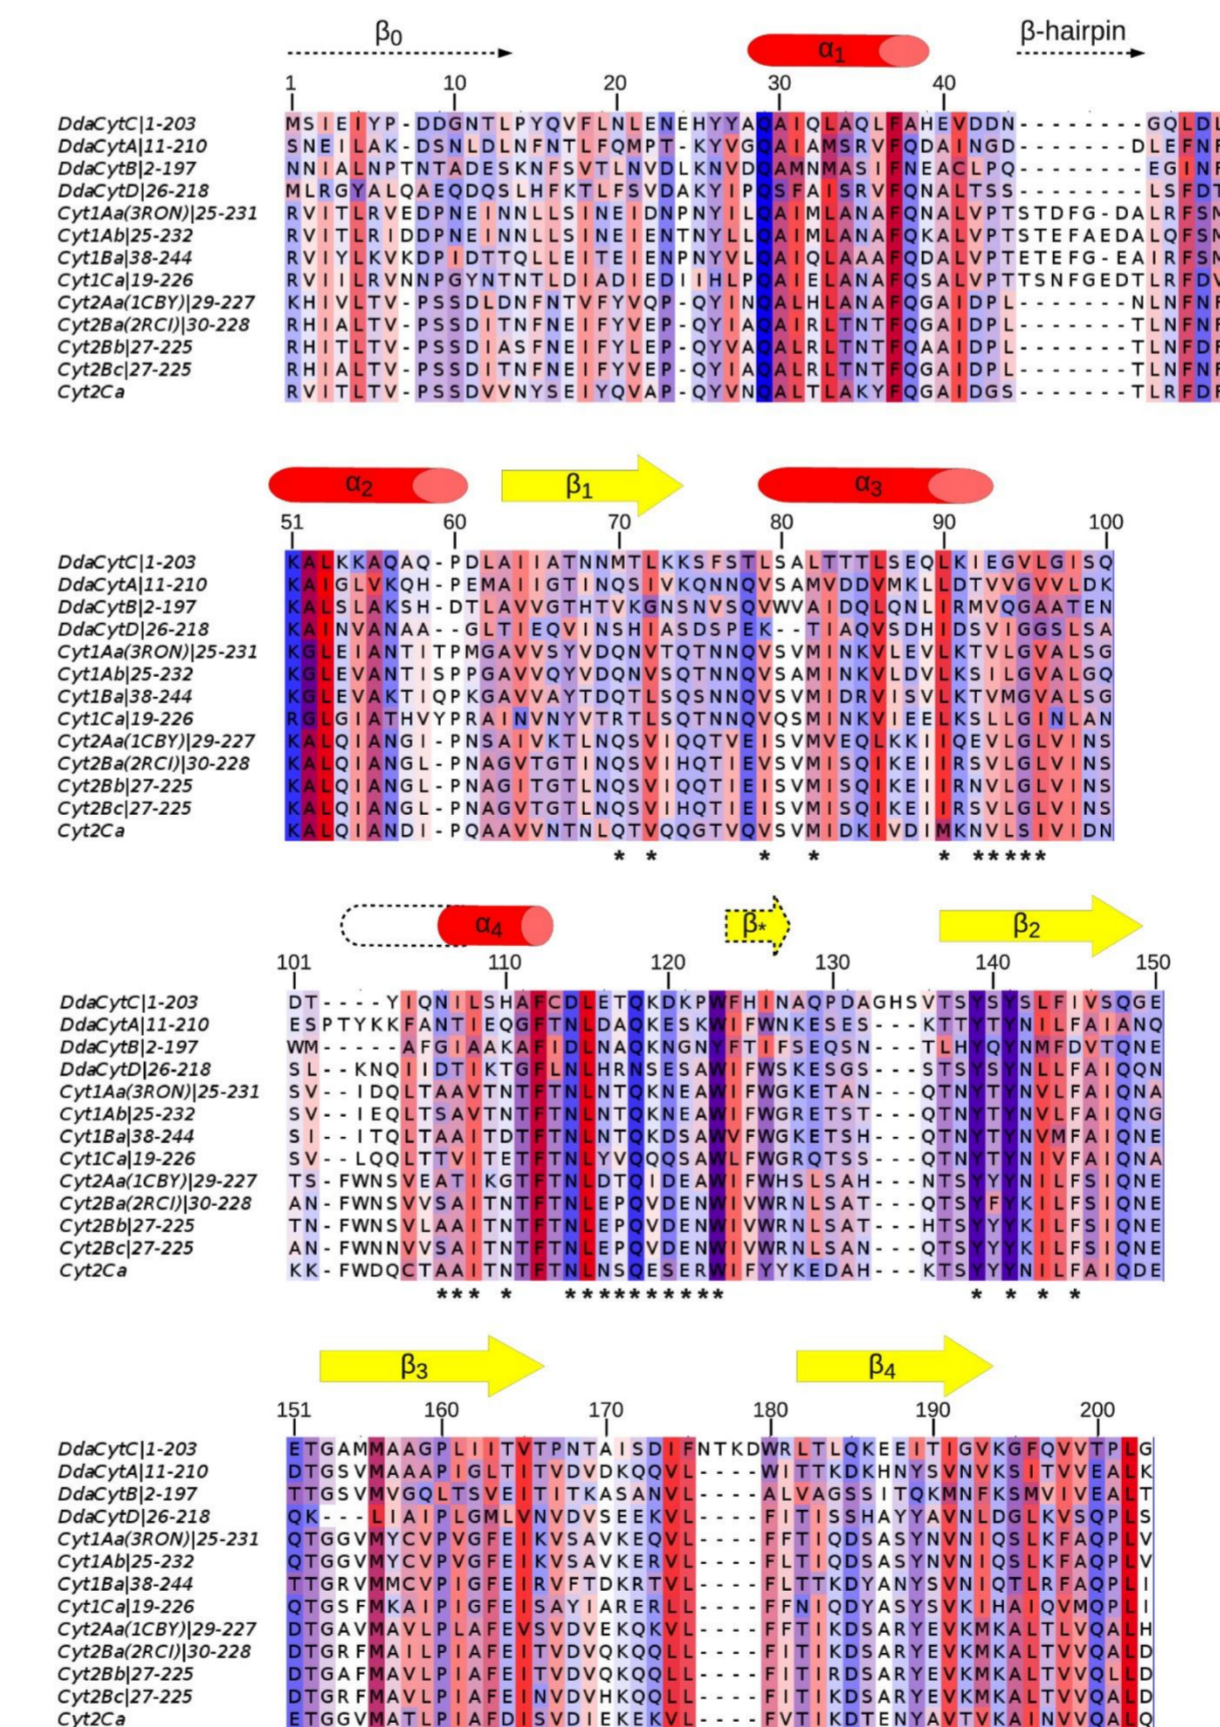 β0 α1 β-hairpin
1 10 20 30 40
DdaCytC|1-203 MSIEIYP-DDGNTLPYQVFLNLENEHYYAQAIQLAQLFAHEVDDN--------GQLDL
DdaCytA|11-210 SNEILAK-DSNLDLNFNTLFQMPT-KYVGQAIAMSRVFQDAINGD-------DLEFN
DdaCytB|2-197 NNIALNPTNTADESKNFSVTLNVDLKNVDQAMNMASIFNEACLPQ--------EGINF
DdaCytD|26-218 MLRGYALQAEQDQSLHFKTLFSVDAKYIPQSFAISRVFQNALTSS--------LSFDT
Cyt1Aa(3RON)|25-231 RVITLRVEDPNEINNLLSINEIDNPNYILQAIMLANAFQNALVPTSTDFG-DALRFSM
Cyt1Ab|25-232 RVITLRIDDPNEINNLLSINEIENTNYLLQAIMLANAFQKALVPTSTEFAEDALQFSM
Cyt1Ba|38-244 RVIYLKVKDPIDTTQLLEITEIENPNYVLQAIQLAAAFQDALVPTETEFG-EAIRFSM
Cyt1Ca|19-226 RVIILRVNNPGYTNTLDIADIEDIIHLPQAIELANAFQSALVPTTSNFGEDTLRFDV
Cyt2Aa(1CBY)|29-227 KHIVLTV-PSSDLDNFNTVFYVQP-QYINQALHLANAFQGAIDPL-------NLNFNF
Cyt2Ba(2RCI)|30-228 RHIALTV-PSSDITNFNEIFYVEP-QYIAQAIRLTNTFQGAIDPL-------TLNFNF
Cyt2Bb|27-225 RHITLTV-PSSDIASFNEIFYLEP-QYVAQALRLTNTFQAAIDPL-------TLNFDF
Cyt2Bc|27-225 RHIALTV-PSSDITNFNEIFYVEP-QYIAQALRLTNTFQGAIDPL-------TLNFNF
Cyt2Ca RVITLTV-PSSDVVNYSEIYQVAP-QYVNQALTLAKYFQGAIDGS-------TLRFDF
α2 β1 α3
51 60 70 80 90 100
DdaCytC|1-203 KALKKAQAQ-PDLAIIATNNMTLKKSFSTLSALTTTLSEQLKIEGVLGISQ
DdaCytA|11-210 KAIGLVKQH-PEMAIIGTINQSIVKQNNQVSAMVDDVMKLLDTVVGVVLDK
DdaCytB|2-197 KALSLAKSH-DTLAVVGTHTVKGNSNVSQVWVAIDQLQNLIRMVQGAATEN
DdaCytD|26-218 KAINVANAA--GLTIEQVINSHIASDSPEK--TIAQVSDHIDSVIGGSLSA
Cyt1Aa(3RON)|25-231 KGLEIANTITPMGAVVSYVDQNVTQTNNQVSVMINKVLEVLKTVLGVALSG
Cyt1Ab|25-232 KGLEVANTISPPGAVVQYVDQNVSQTNNQVSAMINKVLDVLKSILGVALGQ
Cyt1Ba|38-244 KGLEVAKTIQPKGAVVAYTDQTLSQSNNQVSVMIDRVISVLKTVMGVALSG
Cyt1Ca|19-226 RGLGIATHVYPRAINVNYVTRTLSQTNNQVQSMINKVIEELKSLLGINLAN
Cyt2Aa(1CBY)|29-227 KALQIANGI-PNSAIVKTLNQSVIQQTVEISVMVEQLKKIIQEVLGLVINS
Cyt2Ba(2RCI)|30-228 KALQIANGL-PNAGVTGTINQSVIHQTIEVSVMISQIKEIIRSVLGLVINS
Cyt2Bb|27-225 KALQIANGL-PNAGVTGTLNQSVIQQTIEISVMISQIKEIIRNVLGLVINS
Cyt2Bc|27-225 KALQIANGL-PNAGVTGTLNQSVIHQTIEISVMISQIKEIIRSVLGLVINS
Cyt2Ca KALQIANDI-PQAAVVNTNLQTVQQGTVQVSVMIDKIVDIMKNVLSIVIDN
* * * * * *****
α4 β* β2
101 110 120 130 140 150
DdaCytC|1-203 DT----YIQNILSHAFCDLETQKDKPWFHINAQPDAGHSVTSYSYSLFIVSQGE
DdaCytA|11-210 ESPTYKKFANTIEQGFTNLDAQKESKWIFWNKESES---KTTYTYNILFAIANQ
DdaCytB|2-197 WM-----AFGIAAKAFIDLNAQKNGNYFTIFSEQSN---TLHYQYNMFDVTQNE
DdaCytD|26-218 SL--KNQIIDTIKTGFLNLHRNSESAWIFWSKESGS---STSYSYNLLFAIQQN
Cyt1Aa(3RON)|25-231 SV--IDQLTAAVTNTFTNLNTQKNEAWIFWGKETAN---QTNYTYNVLFAIQNA
Cyt1Ab|25-232 SV--IEQLTSAVTNTFTNLNTQKNEAWIFWGRETST---QTNYTYNVLFAIQNG
Cyt1Ba|38-244 SI--ITQLTAAITDTFTNLNTQKDSAWVFWGKETSH---QTNYTYNVMFAIQNE
Cyt1Ca|19-226 SV--LQQLTTVITETFTNLYVQQQSAWLFWGRQTSS---QTNYTYNIVFAIQNA
Cyt2Aa(1CBY)|29-227 TS-FWNSVEATIKGTFTNLDTQIDEAWIFWHSLSAH---NTSYYYNILFSIQNE
Cyt2Ba(2RCI)|30-228 AN-FWNSVVSATINTFTNLEPQVDENWIVWRNLSAT---QTSYFYKILFSIQNE
Cyt2Bb|27-225 TN-FWNSVLAAITNTFTNLEPQVDENWIVWRNLSAT---HTSYYYKILFSIQNE
Cyt2Bc|27-225 AN-FWNNVVSAITNTFTNLEPQVDENWIVWRNLSAN---QTSYYYKILFSIQNE
Cyt2Ca KK-FWDQCTAAITNTFTNLNSQESERWIFYYKEDAH---KTSYYYNILFAIQDE
*** * ********** * * * *
β3 β4
151 160 170 180 190 200
DdaCytC|1-203 ETGAMMAAGPLIITVTPNTAISDIFNTKDWRLTLQKEEITIGVKGFQVVTPLG
DdaCytA|11-210 DTGSVMAAAPIGLTITVDVDKQQVL----WITTKDKHNYSVNVKSITVVEALK
DdaCytB|2-197 TTGSVMVGQLTSVEITITKASANVL----ALVAGSSITQKMNFKSMVIVEALT
DdaCytD|26-218 QK---LIAIPLGMLVNVDVSEEKVL----FITISSHAYYAVNLDGLKVSQPLS
Cyt1Aa(3RON)|25-231 QTGGVMYCVPVGFEIKVSAVKEQVL----FFTIQDSASYNVNIQSLKFAQPLV
Cyt1Ab|25-232 QTGGVMYCVPVGFEIKVSAVKERVL----FLTIQDSASYNVNIQSLKFAQPLV
Cyt1Ba|38-244 TTGRVMMCVPIGFEIRVFTDKRTVL----FLTTKDYANYSVNIQTLRFAQPLI
Cyt1Ca|19-226 QTGSFMKAIPIGFEISAYIARERLL----FFNIQDYASYSVKIHAIQVMQPLI
Cyt2Aa(1CBY)|29-227 DTGAVMAVLPLAFEVSVDVEKQKVL----FFTIKDSARYEVKMKALTLVQALH
Cyt2Ba(2RCI)|30-228 DTGRFMAILPIAFEITVDVQKQQLL----FITIKDSARYEVKMKALTVVQALD
Cyt2Bb|27-225 DTGAFMAVLPIAFEITVDVQKQQLL----FITIRDSARYEVKMKALTVVQLLD
Cyt2Bc|27-225 DTGRFMAVLPIAFEINVDVHKQQLL----FITIKDSARYEVKMKALTVVQALD
Cyt2Ca ETGGVMATLPIAFDISVDIEKEKVL----FVTIKDTENYAVTVKAINVVQALQ